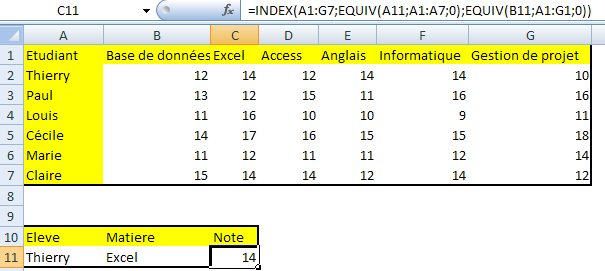 C11 fx =INDEX(A1:G7;EQUIV(A11;A1:A7;0);EQUIV(B11;A1:G1;0))
A B C D E F G
1 Etudiant Base de données Excel Access Anglais Informatique Gestion de projet
2 Thierry 12 14 12 14 14 10
3 Paul 13 12 15 11 16 16
4 Louis 11 16 10 10 9 11
5 Cécile 14 17 16 15 15 18
6 Marie 11 12 11 11 12 14
7 Claire 15 14 14 12 14 12
8
9
10 Eleve Matiere Note
11 Thierry Excel 14